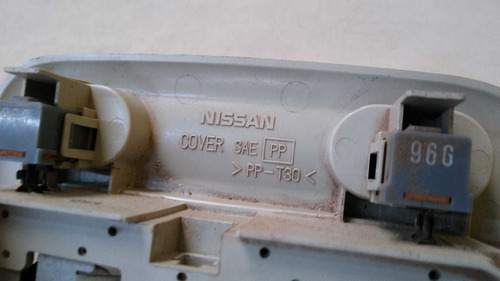 NISSAN
COVER SAE PP
>PP-T30<
96G